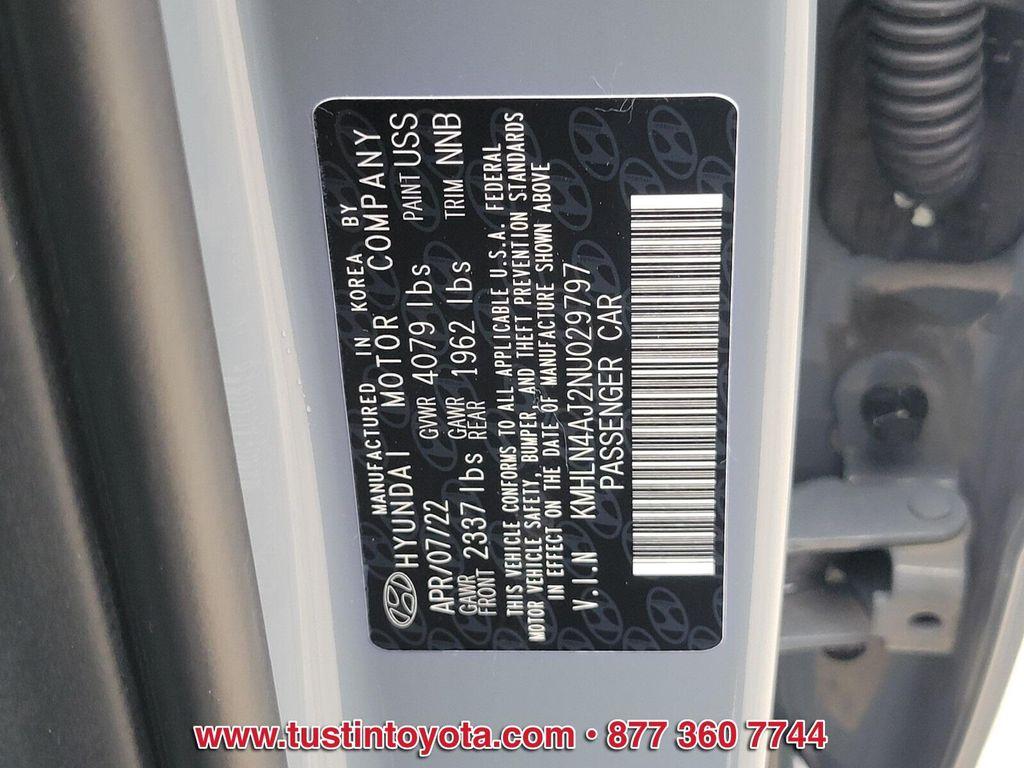 MANUFACTURED IN KOREA BY
HYUNDAI MOTOR COMPANY
APR/07/22 GVWR 4079 lbs PAINT USS
GAWR FRONT 2337 lbs GAWR REAR 1962 lbs TRIM NNB
THIS VEHICLE CONFORMS TO ALL APPLICABLE U.S.A. FEDERAL
MOTOR VEHICLE SAFETY, BUMPER, AND THEFT PREVENTION STANDARDS
IN EFFECT ON THE DATE OF MANUFACTURE SHOWN ABOVE
V.I.N KMHLN4AJ2NU029797
PASSENGER CAR
www.tustintoyota.com • 877 360 7744